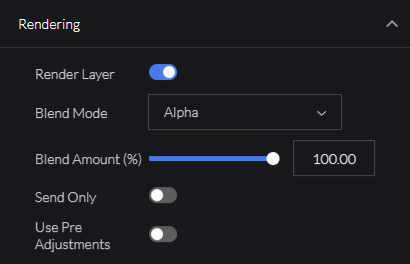 Rendering
Render Layer
Blend Mode
Alpha
Blend Amount (%)
100.00
Send Only
Use Pre
Adjustments